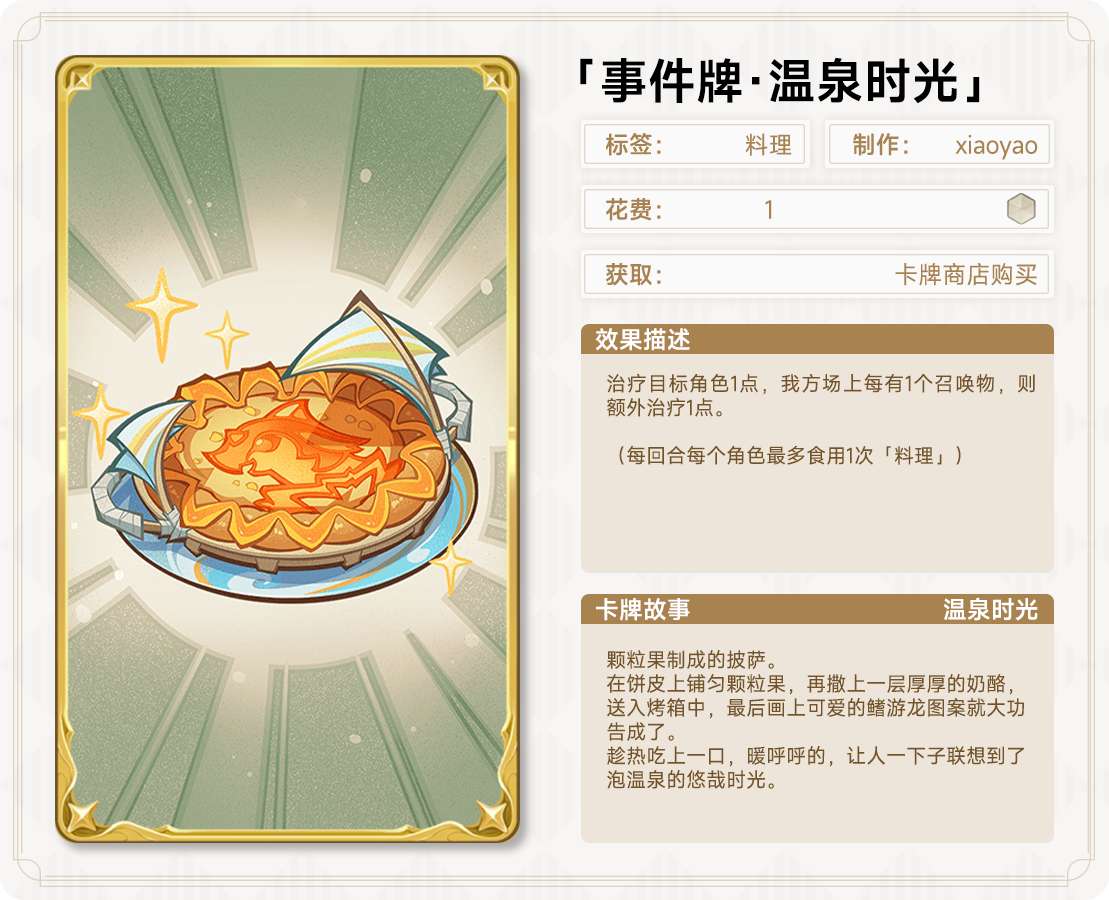 「事件牌·温泉时光」
标签： 料理 制作： xiaoyao
花费： 1
获取： 卡牌商店购买
效果描述
治疗目标角色1点，我方场上每有1个召唤物，则
额外治疗1点。
（每回合每个角色最多食用1次「料理」）
卡牌故事 温泉时光
颗粒果制成的披萨。
在饼皮上铺匀颗粒果，再撒上一层厚厚的奶酪，
送入烤箱中，最后画上可爱的鳍游龙图案就大功
告成了。
趁热吃上一口，暖呼呼的，让人一下子联想到了
泡温泉的悠哉时光。